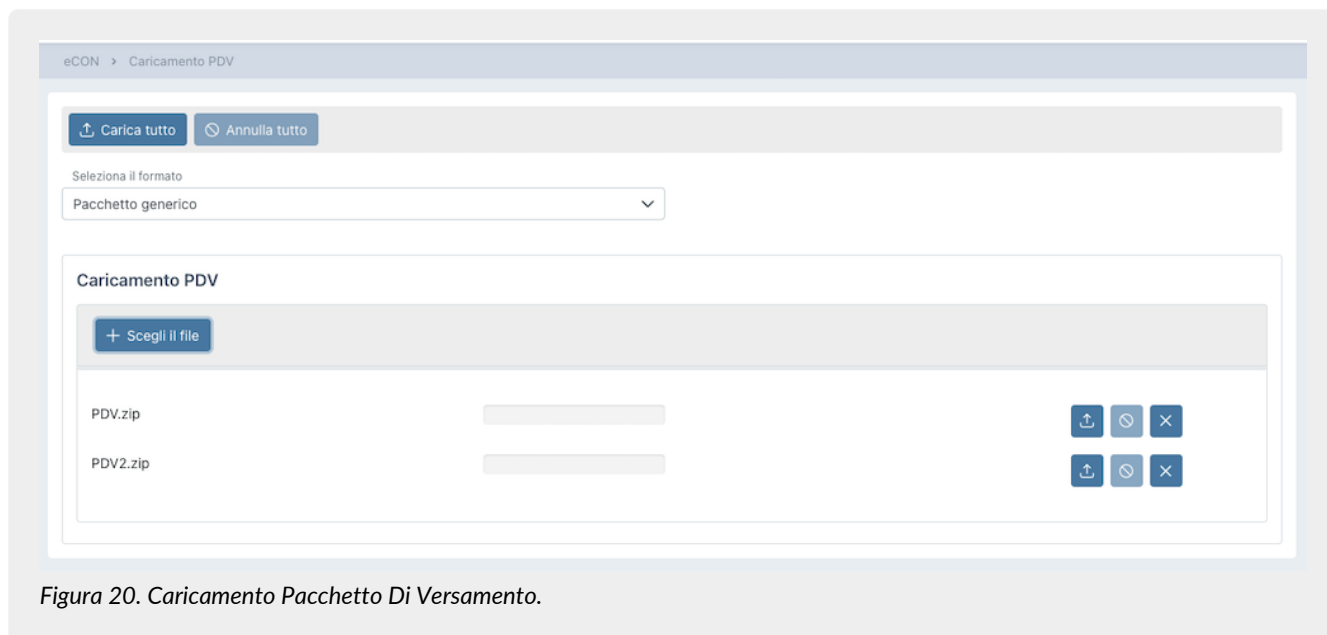 eCON > Caricamento PDV
Carica tutto Annulla tutto
Seleziona il formato
Pacchetto generico
Caricamento PDV
+ Scegli il file
PDV.zip
PDV2.zip
Figura 20. Caricamento Pacchetto Di Versamento.